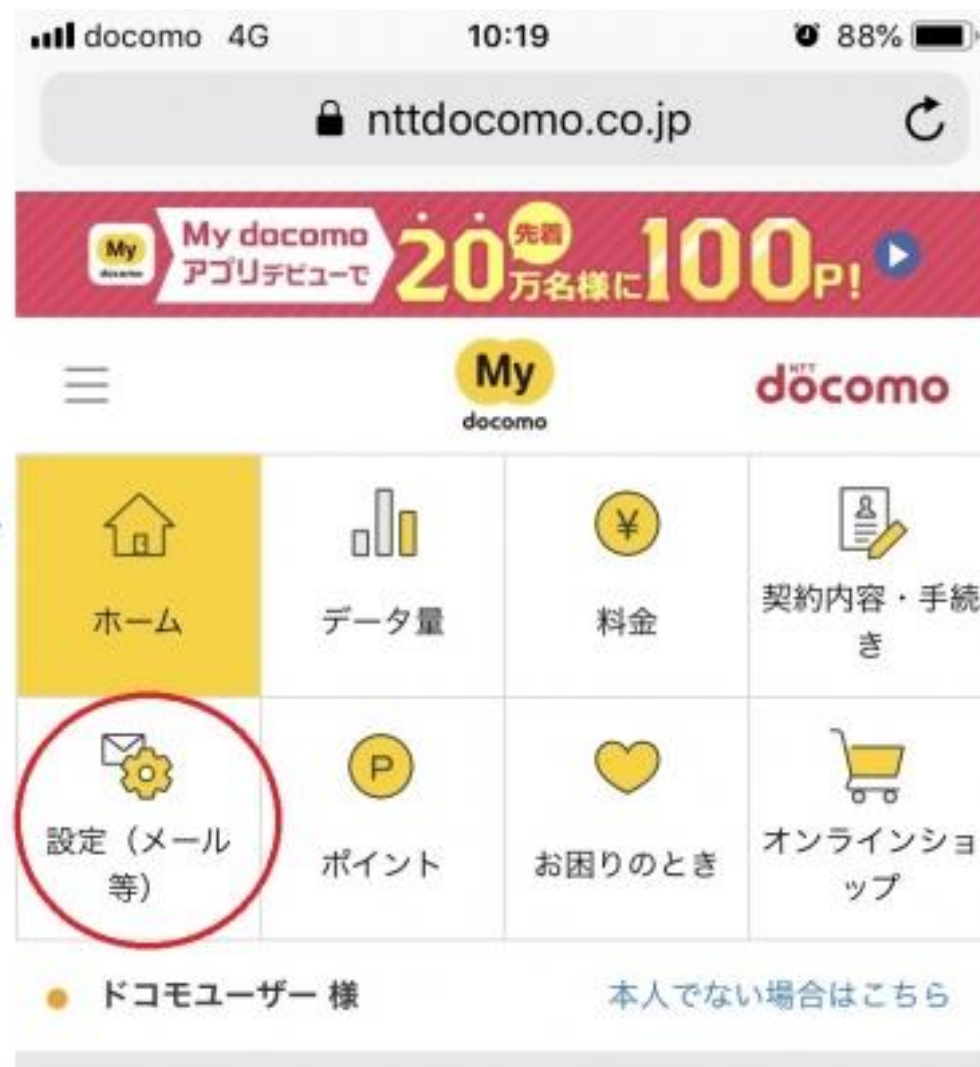 docomo 4G 10:19 88%
nttdocomo.co.jp
My docomo
アプリデビューで
20万名様に
先着
100P!
My
docomo
NTT
docomo
ホーム
データ量
料金
契約内容・手続
き
設定（メール
等）
ポイント
お困りのとき
オンラインショ
ップ
ドコモユーザー 様 本人でない場合はこちら